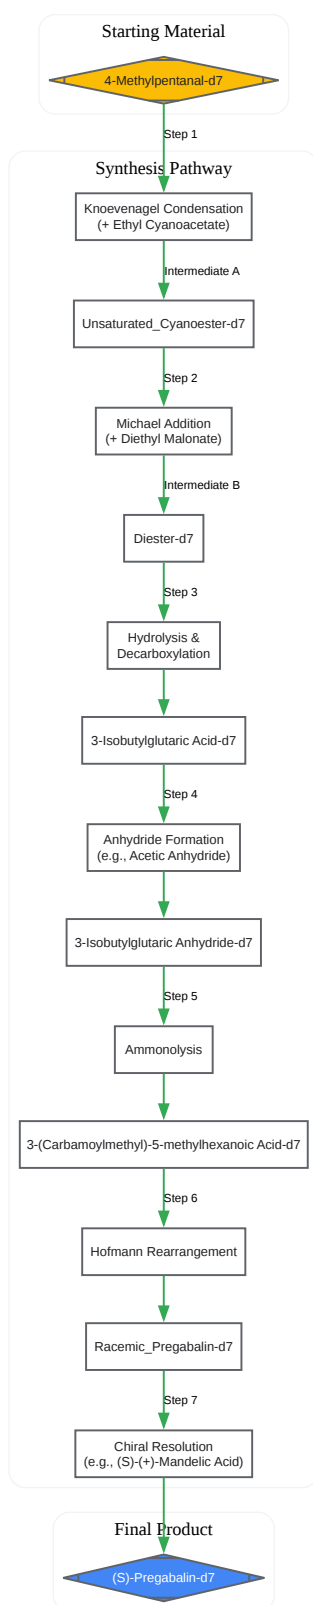 Starting Material
4-Methylpentanal-d7
Step 1
Synthesis Pathway
Knoevenagel Condensation
(+ Ethyl Cyanoacetate)
Intermediate A
Unsaturated_Cyanoester-d7
Step 2
Michael Addition
(+ Diethyl Malonate)
Intermediate B
Diester-d7
Step 3
Hydrolysis &
Decarboxylation
3-Isobutylglutaric Acid-d7
Step 4
Anhydride Formation
(e.g., Acetic Anhydride)
3-Isobutylglutaric Anhydride-d7
Step 5
Ammonolysis
3-(Carbamoylmethyl)-5-methylhexanoic Acid-d7
Step 6
Hofmann Rearrangement
Racemic_Pregabalin-d7
Step 7
Chiral Resolution
(e.g., (S)-(+)-Mandelic Acid)
Final Product
(S)-Pregabalin-d7